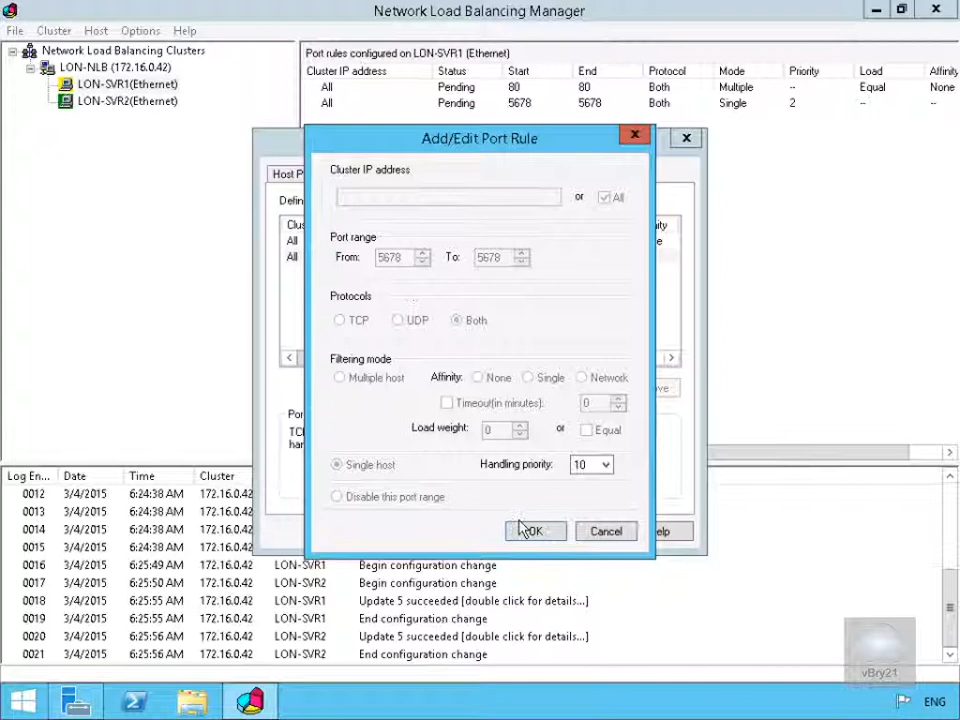 Network Load Balancing Manager
File Cluster Host Options Help
Network Load Balancing Clusters
LON-NLB (172.16.0.42)
LON-SVR1(Ethernet)
LON-SVR2(Ethernet)
Port rules configured on LON-SVR1 (Ethernet)
Cluster IP address Status Start End Protocol Mode Priority Load Affinity
All Pending 80 80 Both Multiple -- Equal None
All Pending 5678 5678 Both Single 2 -- --
Add/Edit Port Rule
Host P
Defin
Clus
All
All
Cluster IP address
or All
Port range
From: 5678 To: 5678
Protocols
TCP UDP Both
Filtering mode
Multiple host Affinity: None Single Network
Timeout(in minutes): 0
Load weight: 0 or Equal
Single host Handling priority: 10
Disable this port range
OK Cancel
Por
TCI
har
elp
Log En... Date Time Cluster
0012 3/4/2015 6:24:38 AM 172.16.0.42
0013 3/4/2015 6:24:38 AM 172.16.0.42
0014 3/4/2015 6:24:38 AM 172.16.0.42
0015 3/4/2015 6:24:38 AM 172.16.0.42
0016 3/4/2015 6:25:49 AM 172.16.0.42 LON-SVR1 Begin configuration change
0017 3/4/2015 6:25:50 AM 172.16.0.42 LON-SVR2 Begin configuration change
0018 3/4/2015 6:25:55 AM 172.16.0.42 LON-SVR1 Update 5 succeeded [double click for details...]
0019 3/4/2015 6:25:55 AM 172.16.0.42 LON-SVR1 End configuration change
0020 3/4/2015 6:25:56 AM 172.16.0.42 LON-SVR2 Update 5 succeeded [double click for details...]
0021 3/4/2015 6:25:56 AM 172.16.0.42 LON-SVR2 End configuration change
vBry21
ENG